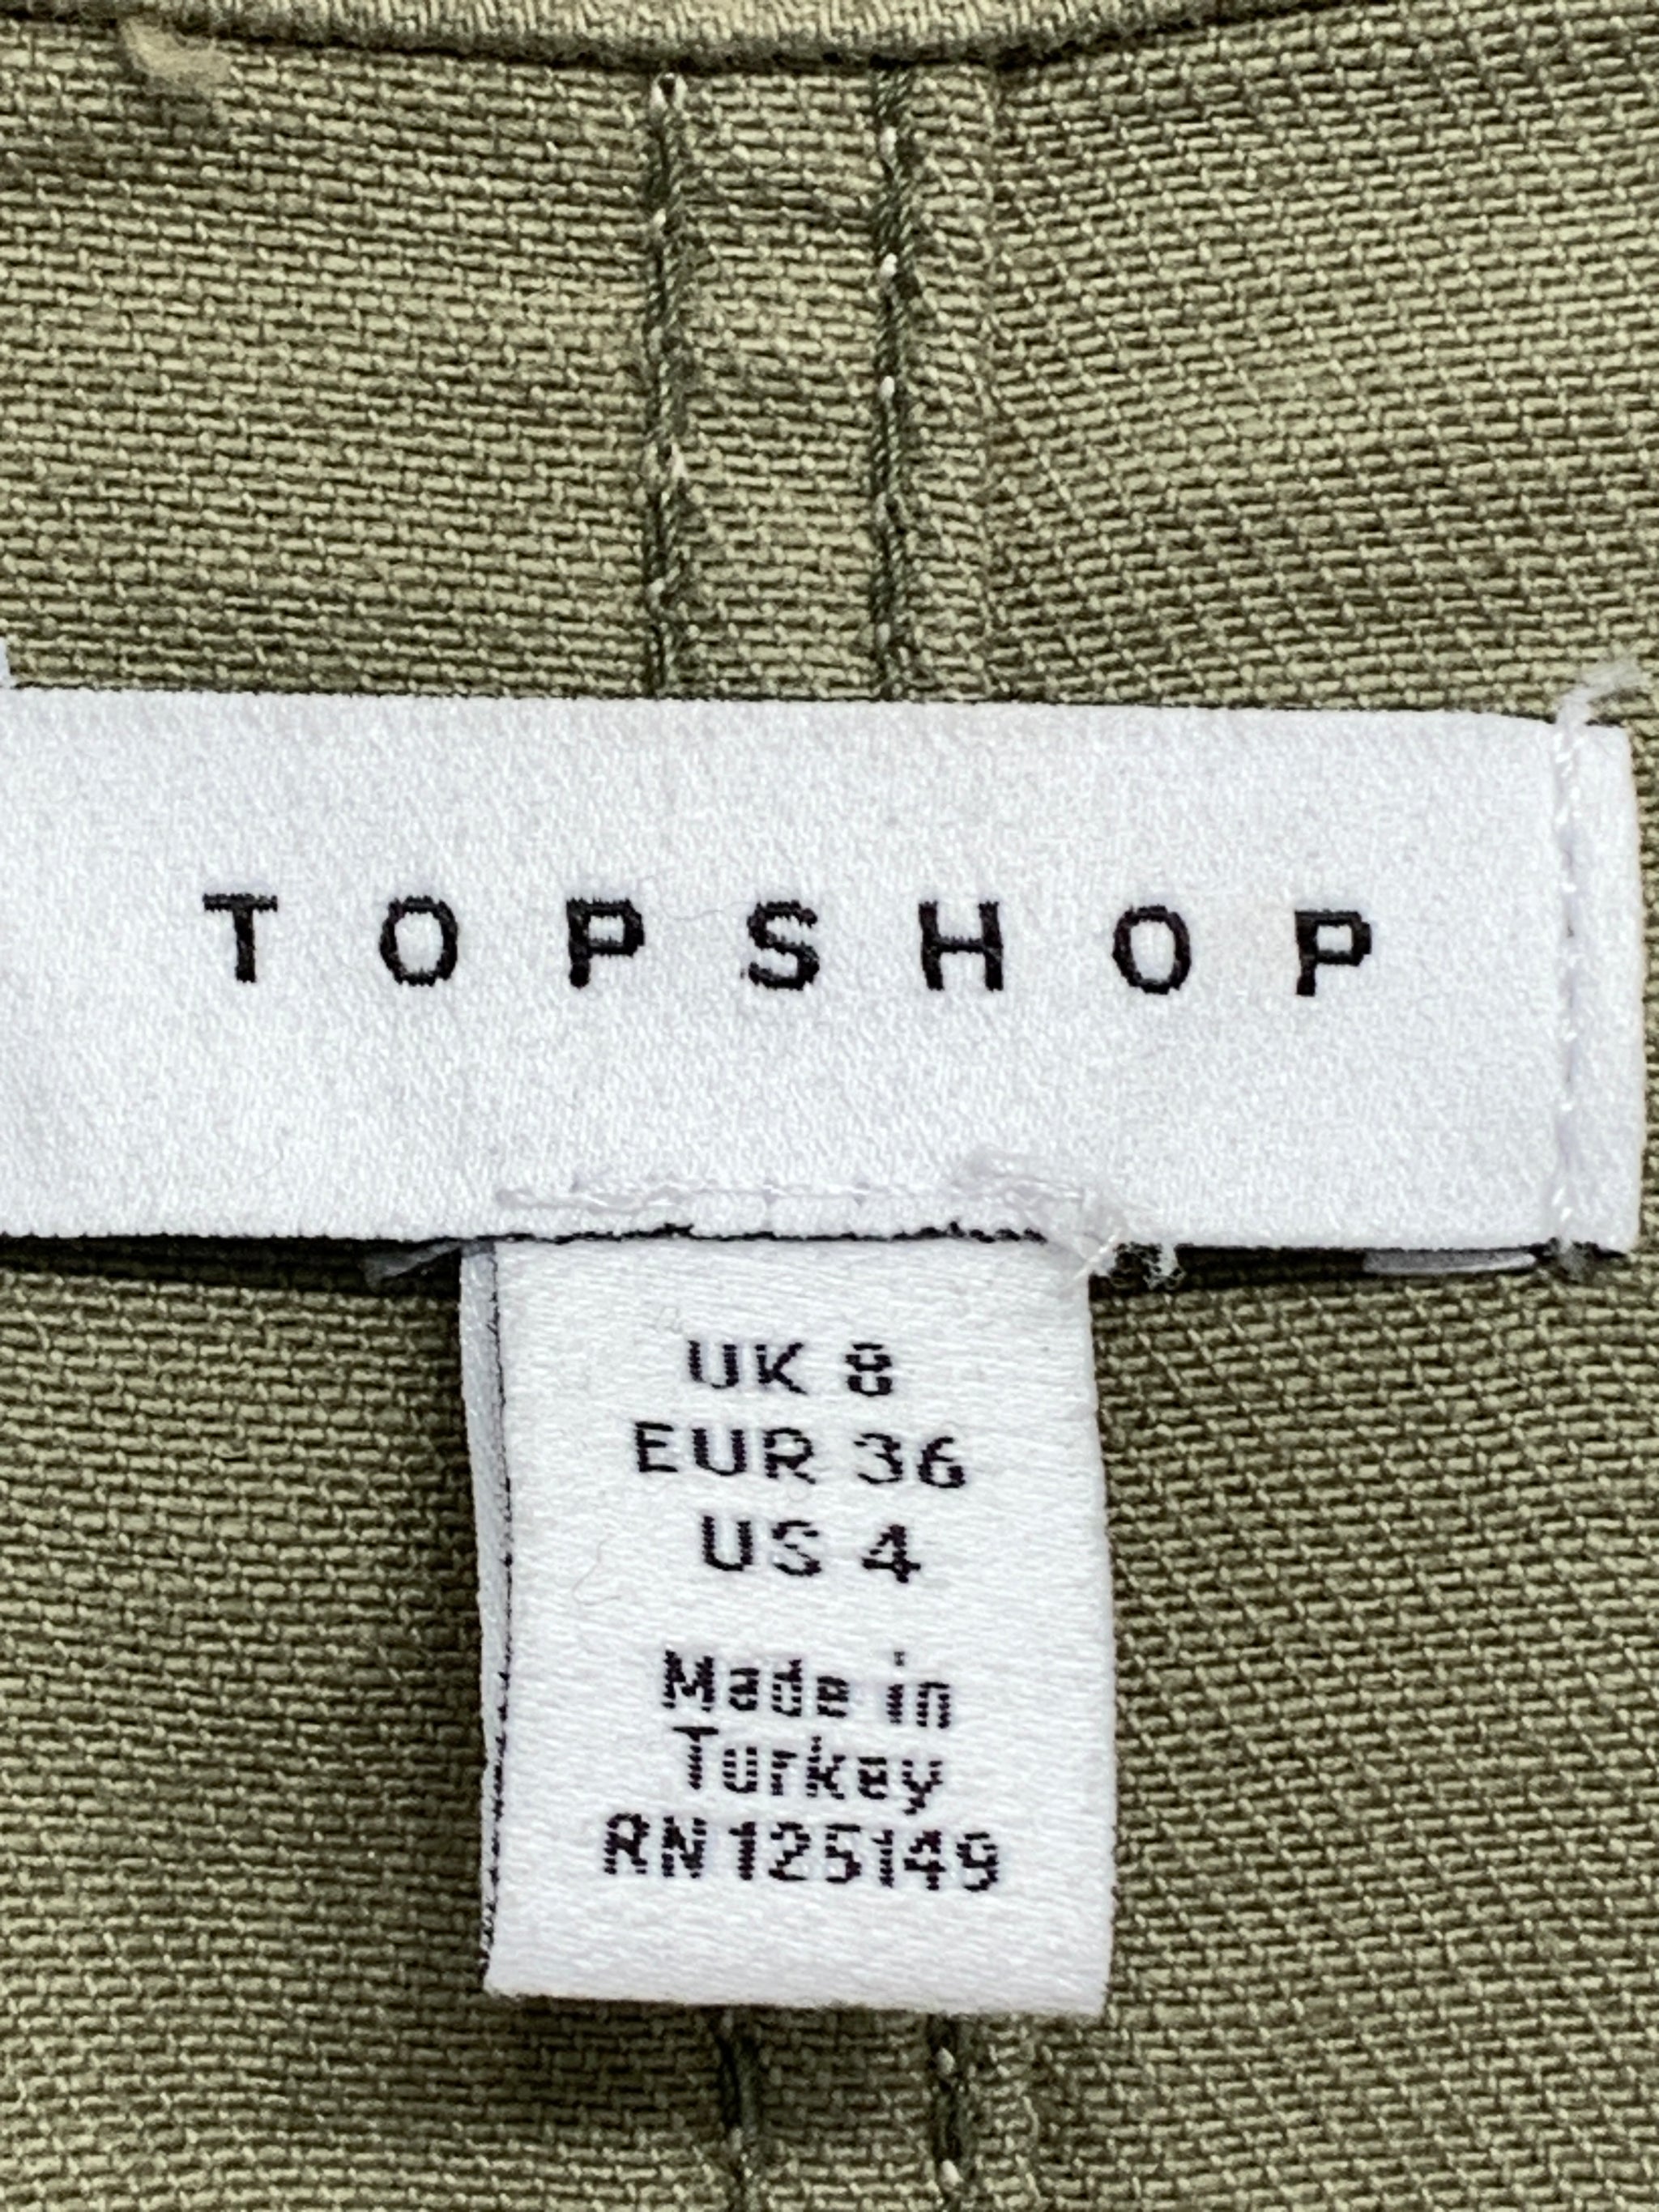 TOPSHOP
UK 8
EUR 36
US 4
Made in
Turkey
RN 125149